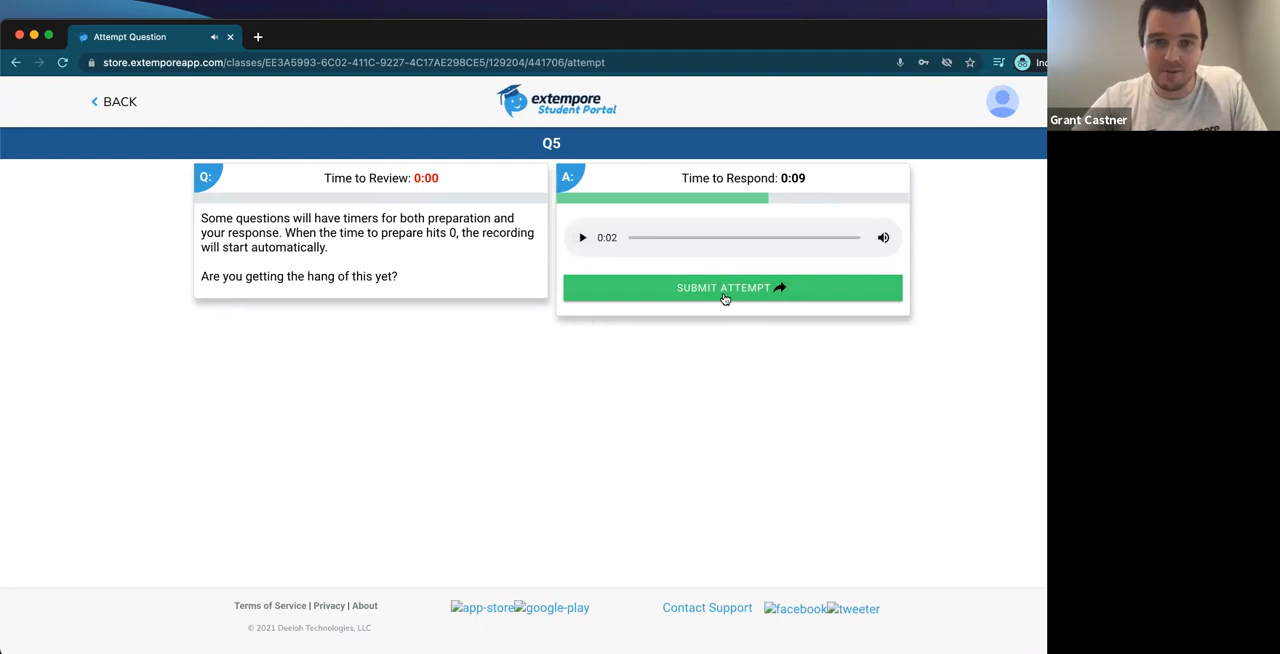 Attempt Question
store.extemporeapp.com/classes/EE3A5993-6C02-411C-9227-4C17AE298CE5/129204/441706/attempt
Inc
Grant Castner
BACK
extempore
Student Portal
Q5
Q:
Time to Review: 0:00
Some questions will have timers for both preparation and
your response. When the time to prepare hits 0, the recording
will start automatically.
Are you getting the hang of this yet?
A:
Time to Respond: 0:09
0:02
SUBMIT ATTEMPT
Terms of Service | Privacy | About
© 2021 Deeloh Technologies, LLC
app-store google-play
Contact Support
facebook tweeter